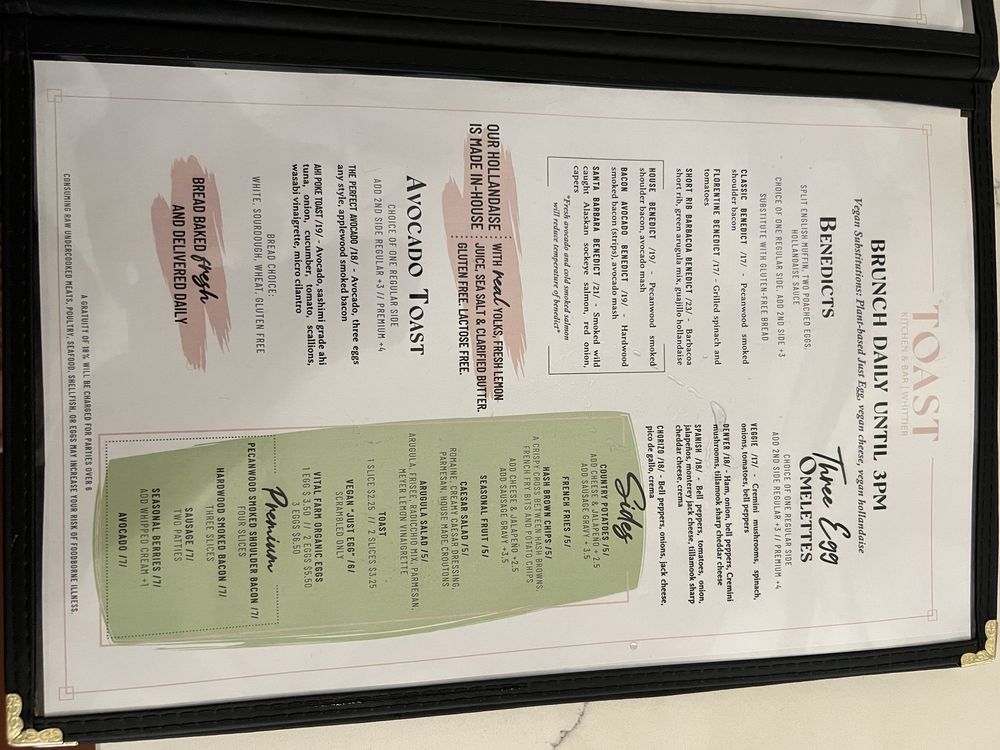 TOAST
KITCHEN & BAR | WHITTIER
BRUNCH DAILY UNTIL 3PM
Vegan Substitutions: Plant-based Just Egg, vegan cheese, vegan hollandaise
BENEDICTS
SPLIT ENGLISH MUFFIN, TWO POACHED EGGS,
HOLLANDAISE SAUCE
CHOICE OF ONE REGULAR SIDE. ADD 2ND SIDE +3
SUBSTITUTE WITH GLUTEN-FREE BREAD
CLASSIC BENEDICT /17/ - Pecanwood smoked
shoulder bacon
FLORENTINE BENEDICT /17/ - Grilled spinach and
tomatoes
SHORT RIB BARBACOA BENEDICT /23/ - Barbacoa
short rib, green arugula mix, guajillo hollandaise
HOUSE BENEDICT /19/ - Pecanwood smoked
shoulder bacon, avocado mash
BACON AVOCADO BENEDICT /19/ - Hardwood
smoked bacon (strips), avocado mash
SANTA BARBARA BENEDICT /21/ - Smoked wild
caught Alaskan sockeye salmon, red onion,
capers
*Fresh avocado and cold smoked salmon
will reduce temperature of benedict*
OUR HOLLANDAISE
IS MADE IN-HOUSE
WITH real YOLKS, FRESH LEMON
JUICE, SEA SALT & CLARIFIED BUTTER.
GLUTEN FREE. LACTOSE FREE.
AVOCADO TOAST
CHOICE OF ONE REGULAR SIDE
ADD 2ND SIDE REGULAR +3 // PREMIUM +4
THE PERFECT AVOCADO /18/ - Avocado, three eggs
any style, applewood smoked bacon
AHI POKE TOAST /19/ - Avocado, sashimi grade ahi
tuna, onion, cucumber, tomato, scallions,
wasabi vinaigrette, micro cilantro
BREAD CHOICE:
WHITE, SOURDOUGH, WHEAT, GLUTEN FREE
BREAD BAKED fresh
AND DELIVERED DAILY
Three Egg
OMELETTES
CHOICE OF ONE REGULAR SIDE
ADD 2ND SIDE REGULAR +3 // PREMIUM +4
VEGGIE /17/ - Cremini mushrooms, spinach,
onions, tomatoes, bell peppers
DENVER /18/ - Ham, onion, bell peppers, Cremini
mushrooms, tillamook sharp cheddar cheese
SPANISH /18/ - Bell peppers, tomatoes, onion,
jalapeños, monterey jack cheese, tillamook sharp
cheddar cheese, crema
CHORIZO /18/ - Bell peppers, onions, jack cheese,
pico de gallo, crema
Sides
COUNTRY POTATOES /5/
ADD CHEESE & JALAPENO + 2.5
ADD SAUSAGE GRAVY + 3.5
FRENCH FRIES /5/
HASH BROWN CHIPS /5/
A CRISPY CROSS BETWEEN HASH BROWNS,
FRENCH FRY BITS AND POTATO CHIPS
ADD CHEESE & JALAPENO +2.5
ADD SAUSAGE GRAVY +3.5
SEASONAL FRUIT /5/
CAESAR SALAD /5/
ROMAINE, CREAMY CAESAR DRESSING,
PARMESAN, HOUSE MADE CROUTONS
ARUGULA SALAD /5/
ARUGULA, FRISEE, RADICCHIO MIX, PARMESAN,
MEYER LEMON VINAIGRETTE
TOAST
1 SLICE $2.25 // 2 SLICES $3.25
VEGAN "JUST EGG" /8/
SCRAMBLED ONLY
VITAL FARM ORGANIC EGGS
1 EGG $ 3.50 // 2 EGGS $5.50
3 EGGS $6.50
Premium
PECANWOOD SMOKED SHOULDER BACON /7/
FOUR SLICES
HARDWOOD SMOKED BACON /7/
THREE SLICES
SAUSAGE /7/
TWO PATTIES
SEASONAL BERRIES /7/
ADD WHIPPED CREAM +1
AVOCADO /7/
A GRATUITY OF 18% WILL BE CHARGED FOR PARTIES OVER 6
CONSUMING RAW UNDERCOOKED MEATS, POULTRY, SEAFOOD, SHELLFISH, OR EGGS MAY INCREASE YOUR RISK OF FOODBORNE ILLNESS.